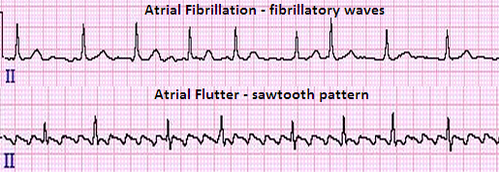 Atrial Fibrillation - fibrillatory waves
II
Atrial Flutter - sawtooth pattern
II